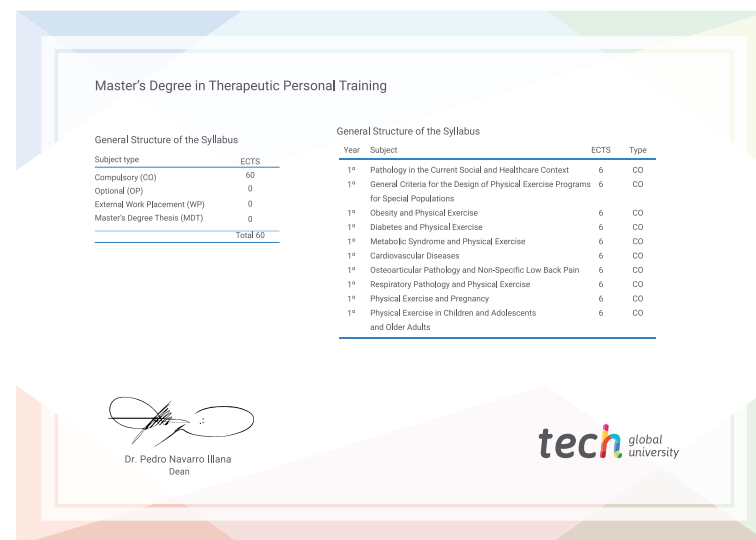 Master's Degree in Therapeutic Personal Training
General Structure of the Syllabus
Subject type ECTS
Compulsory (CO) 60
Optional (OP) 0
External Work Placement (WP) 0
Master's Degree Thesis (MDT) 0
Total 60
General Structure of the Syllabus
Year Subject ECTS Type
1º Pathology in the Current Social and Healthcare Context 6 CO
1º General Criteria for the Design of Physical Exercise Programs 6 CO
for Special Populations
1º Obesity and Physical Exercise 6 CO
1º Diabetes and Physical Exercise 6 CO
1º Metabolic Syndrome and Physical Exercise 6 CO
1º Cardiovascular Diseases 6 CO
1º Osteoarticular Pathology and Non-Specific Low Back Pain 6 CO
1º Respiratory Pathology and Physical Exercise 6 CO
1º Physical Exercise and Pregnancy 6 CO
1º Physical Exercise in Children and Adolescents 6 CO
and Older Adults
Dr. Pedro Navarro Illana
Dean
tech global
university